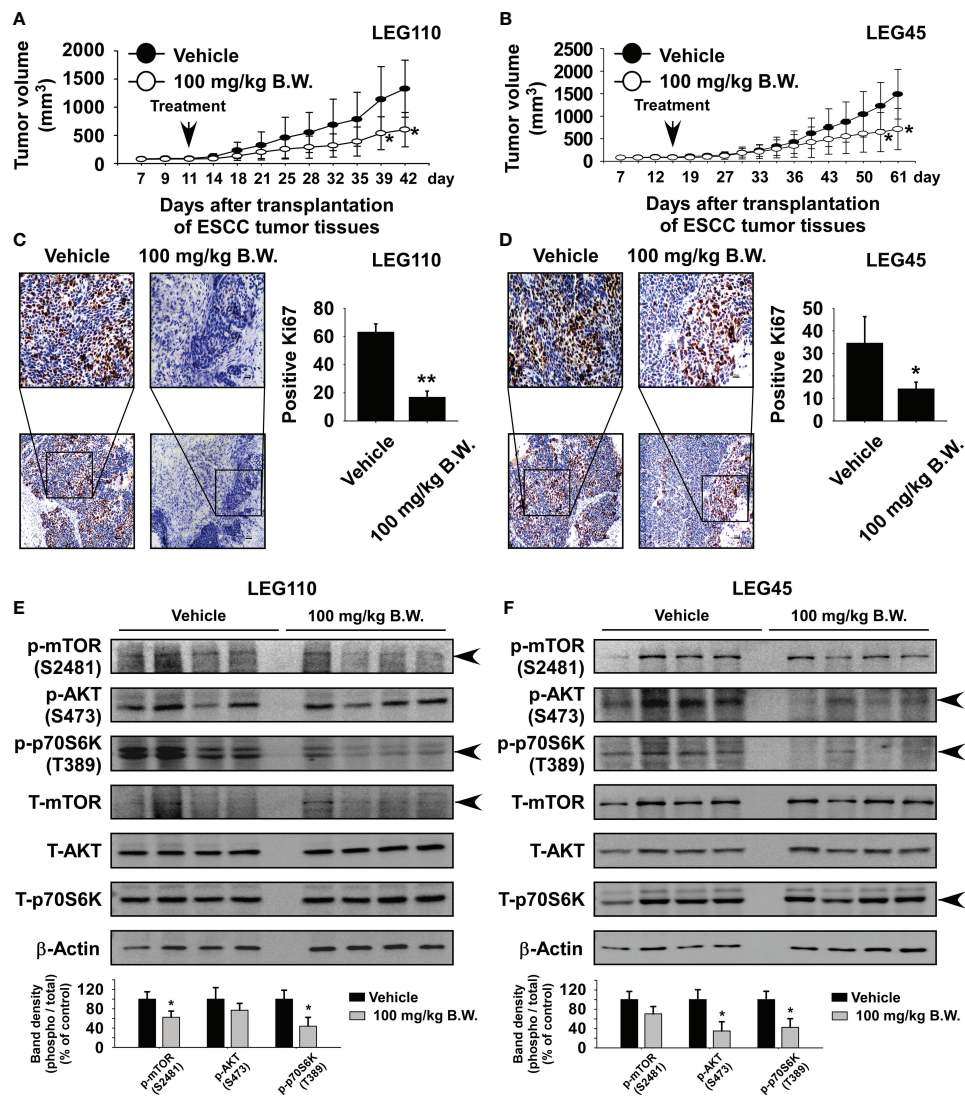 A
LEG110
Tumor volume
(mm3)
2000
1500
1000
500
0
Vehicle
100 mg/kg B.W.
Treatment
*
*
7 9 11 14 18 21 25 28 32 35 39 42 day
Days after transplantation
of ESCC tumor tissues
B
LEG45
Tumor volume
(mm3)
2500
2000
1500
1000
500
0
Vehicle
100 mg/kg B.W.
Treatment
*
*
7 12 19 27 33 36 43 50 61 day
Days after transplantation
of ESCC tumor tissues
C
Vehicle
100 mg/kg B.W.
LEG110
Positive Ki67
80
60
40
20
0
**
Vehicle
100 mg/kg B.W.
D
Vehicle
100 mg/kg B.W.
LEG45
Positive Ki67
50
40
30
20
10
0
*
Vehicle
100 mg/kg B.W.
E
LEG110
Vehicle
100 mg/kg B.W.
p-mTOR
(S2481)
p-AKT
(S473)
p-p70S6K
(T389)
T-mTOR
T-AKT
T-p70S6K
β-Actin
Band density
(phospho / total)
(% of control)
120
80
40
0
*
*
p-mTOR
(S2481)
p-AKT
(S473)
p-p70S6K
(T389)
Vehicle
100 mg/kg B.W.
F
LEG45
Vehicle
100 mg/kg B.W.
p-mTOR
(S2481)
p-AKT
(S473)
p-p70S6K
(T389)
T-mTOR
T-AKT
T-p70S6K
β-Actin
Band density
(phospho / total)
(% of control)
120
80
40
0
*
*
p-mTOR
(S2481)
p-AKT
(S473)
p-p70S6K
(T389)
Vehicle
100 mg/kg B.W.